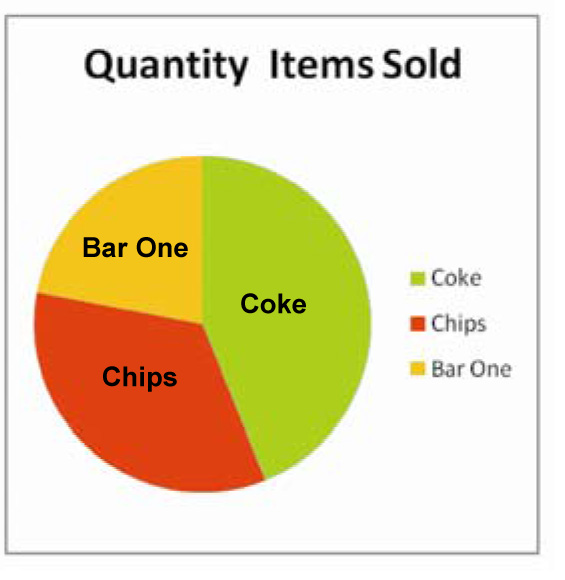 Quantity Items Sold
Bar One
Coke
Chips
Coke
Chips
Bar One